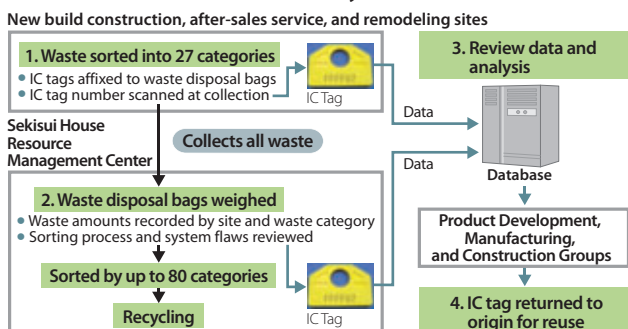 New build construction, after-sales service, and remodeling sites
1. Waste sorted into 27 categories
• IC tags affixed to waste disposal bags
• IC tag number scanned at collection
IC Tag
Sekisui House
Resource
Management Center
Collects all waste
2. Waste disposal bags weighed
• Waste amounts recorded by site and waste category
• Sorting process and system flaws reviewed
Sorted by up to 80 categories
Recycling
IC Tag
Data
Data
3. Review data and
analysis
Database
Product Development,
Manufacturing,
and Construction Groups
4. IC tag returned to
origin for reuse